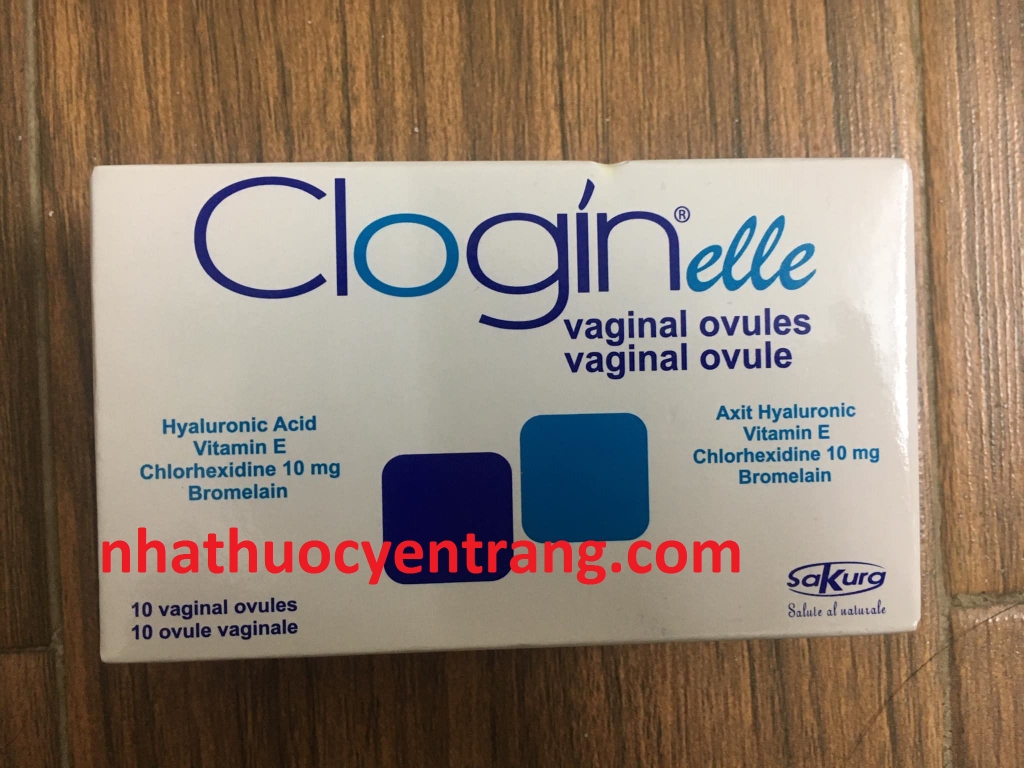 Clogín® elle
vaginal ovules
vaginal ovule
Hyaluronic Acid
Vitamin E
Chlorhexidine 10 mg
Bromelain
Axit Hyaluronic
Vitamin E
Chlorhexidine 10 mg
Bromelain
nhathuocyentrang.com
10 vaginal ovules
10 ovule vaginale
saKura
Salute al naturale